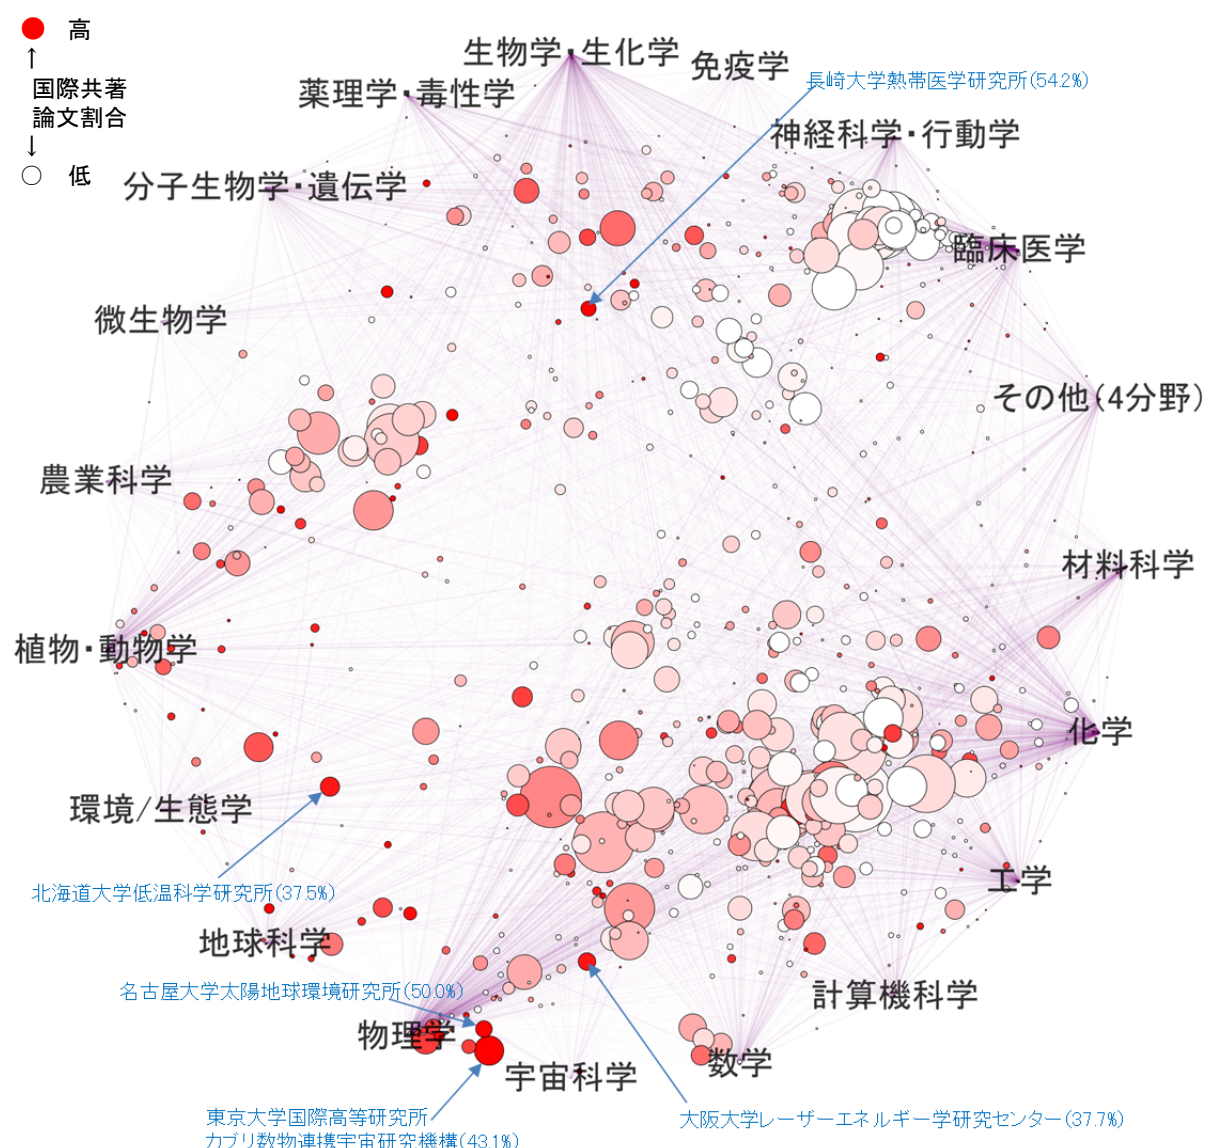 高
↑
国際共著
論文割合
↓
低
生物学・生化学
免疫学
薬理学・毒性学
長崎大学熱帯医学研究所(54.2%)
神経科学・行動学
分子生物学・遺伝学
臨床医学
微生物学
その他(4分野)
農業科学
材料科学
植物・動物学
化学
環境/生態学
工学
北海道大学低温科学研究所(37.5%)
地球科学
名古屋大学太陽地球環境研究所(50.0%)
計算機科学
物理学
数学
宇宙科学
東京大学国際高等研究所
カブリ数物連携宇宙研究機構(43.1%)
大阪大学レーザーエネルギー学研究センター(37.7%)